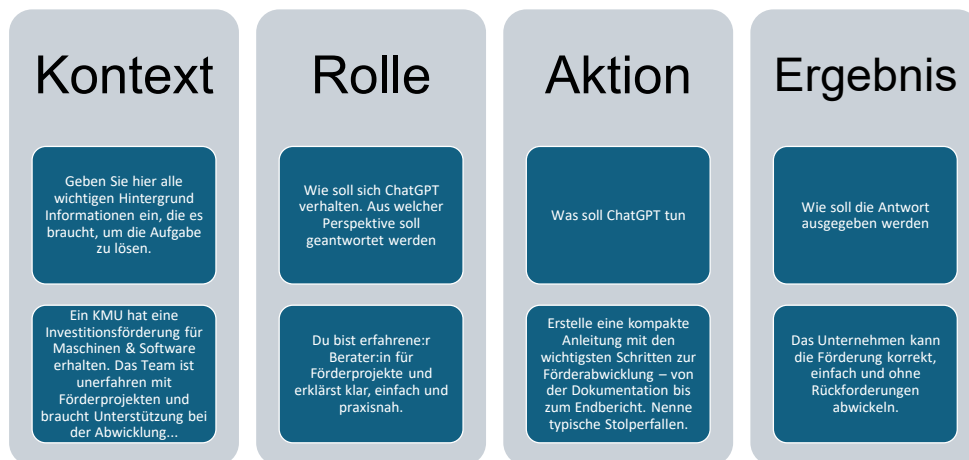 Kontext
Geben Sie hier alle
wichtigen Hintergrund
Informationen ein, die es
braucht, um die Aufgabe
zu lösen.
Ein KMU hat eine
Investitionsförderung für
Maschinen & Software
erhalten. Das Team ist
unerfahren mit
Förderprojekten und
braucht Unterstützung bei
der Abwicklung...
Rolle
Wie soll sich ChatGPT
verhalten. Aus welcher
Perspektive soll
geantwortet werden
Du bist erfahrene:r
Berater:in für
Förderprojekte und
erklärst klar, einfach und
praxisnah.
Aktion
Was soll ChatGPT tun
Erstelle eine kompakte
Anleitung mit den
wichtigsten Schritten zur
Förderabwicklung – von
der Dokumentation bis
zum Endbericht. Nenne
typische Stolperfallen.
Ergebnis
Wie soll die Antwort
ausgegeben werden
Das Unternehmen kann
die Förderung korrekt,
einfach und ohne
Rückforderungen
abwickeln.